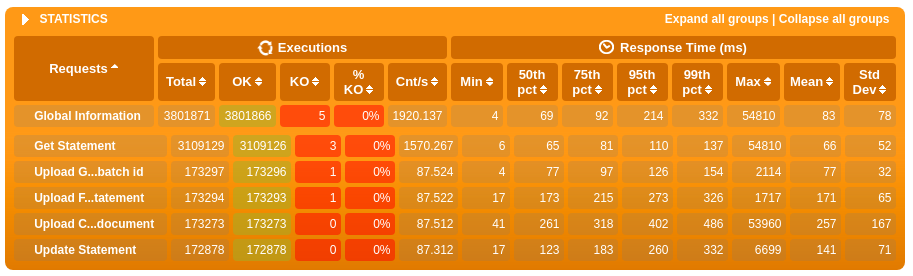 STATISTICS Expand all groups | Collapse all groups
Executions Response Time (ms)
Requests Total OK KO % KO Cnt/s Min 50th pct 75th pct 95th pct 99th pct Max Mean Std Dev
Global Information 3801871 3801866 5 0% 1920.137 4 69 92 214 332 54810 83 78
Get Statement 3109129 3109126 3 0% 1570.267 6 65 81 110 137 54810 66 52
Upload G...batch id 173297 173296 1 0% 87.524 4 77 97 126 154 2114 77 32
Upload F...tatement 173294 173293 1 0% 87.522 17 173 215 273 326 1717 171 65
Upload C...document 173273 173273 0 0% 87.512 41 261 318 402 486 53960 257 167
Update Statement 172878 172878 0 0% 87.312 17 123 183 260 332 6699 141 71